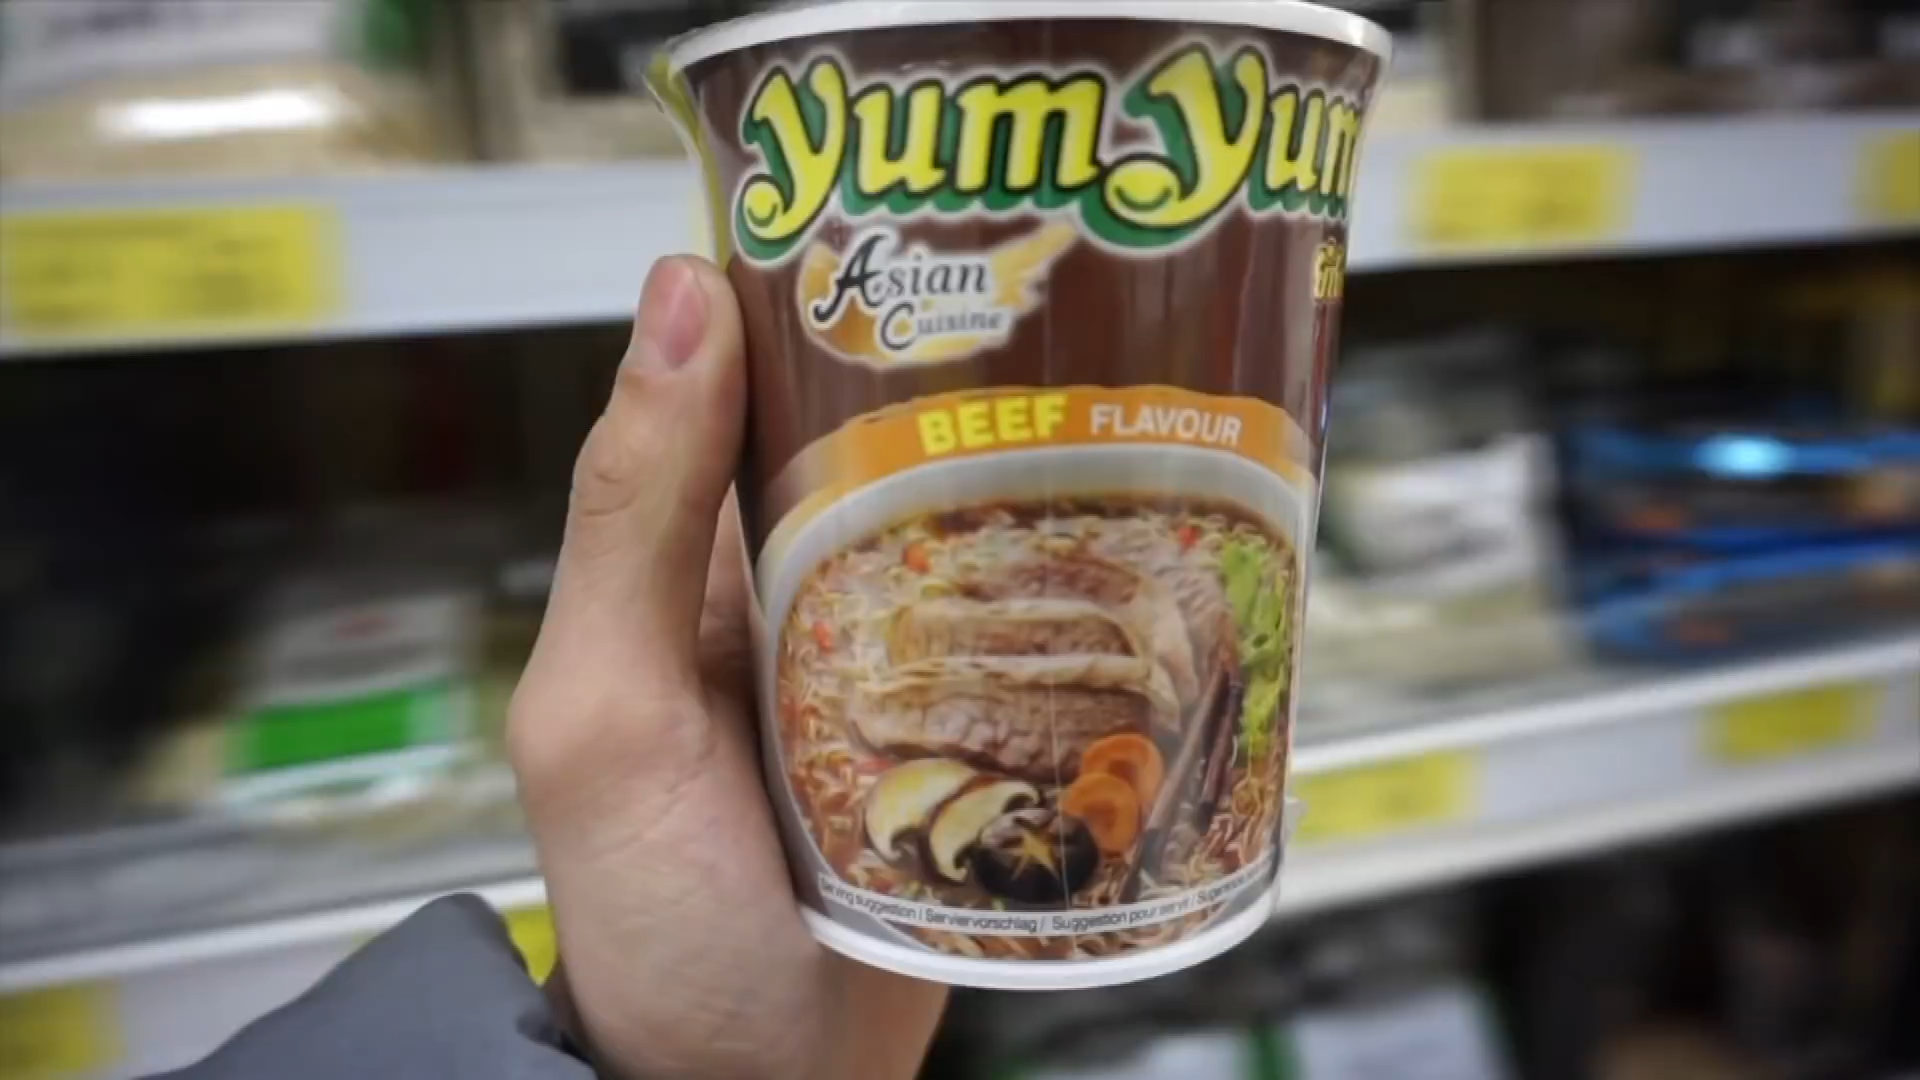 yum yum
Asian
Cuisine
BEEF FLAVOUR
Serving suggestion / Serviervorschlag / Suggestion pour servir /